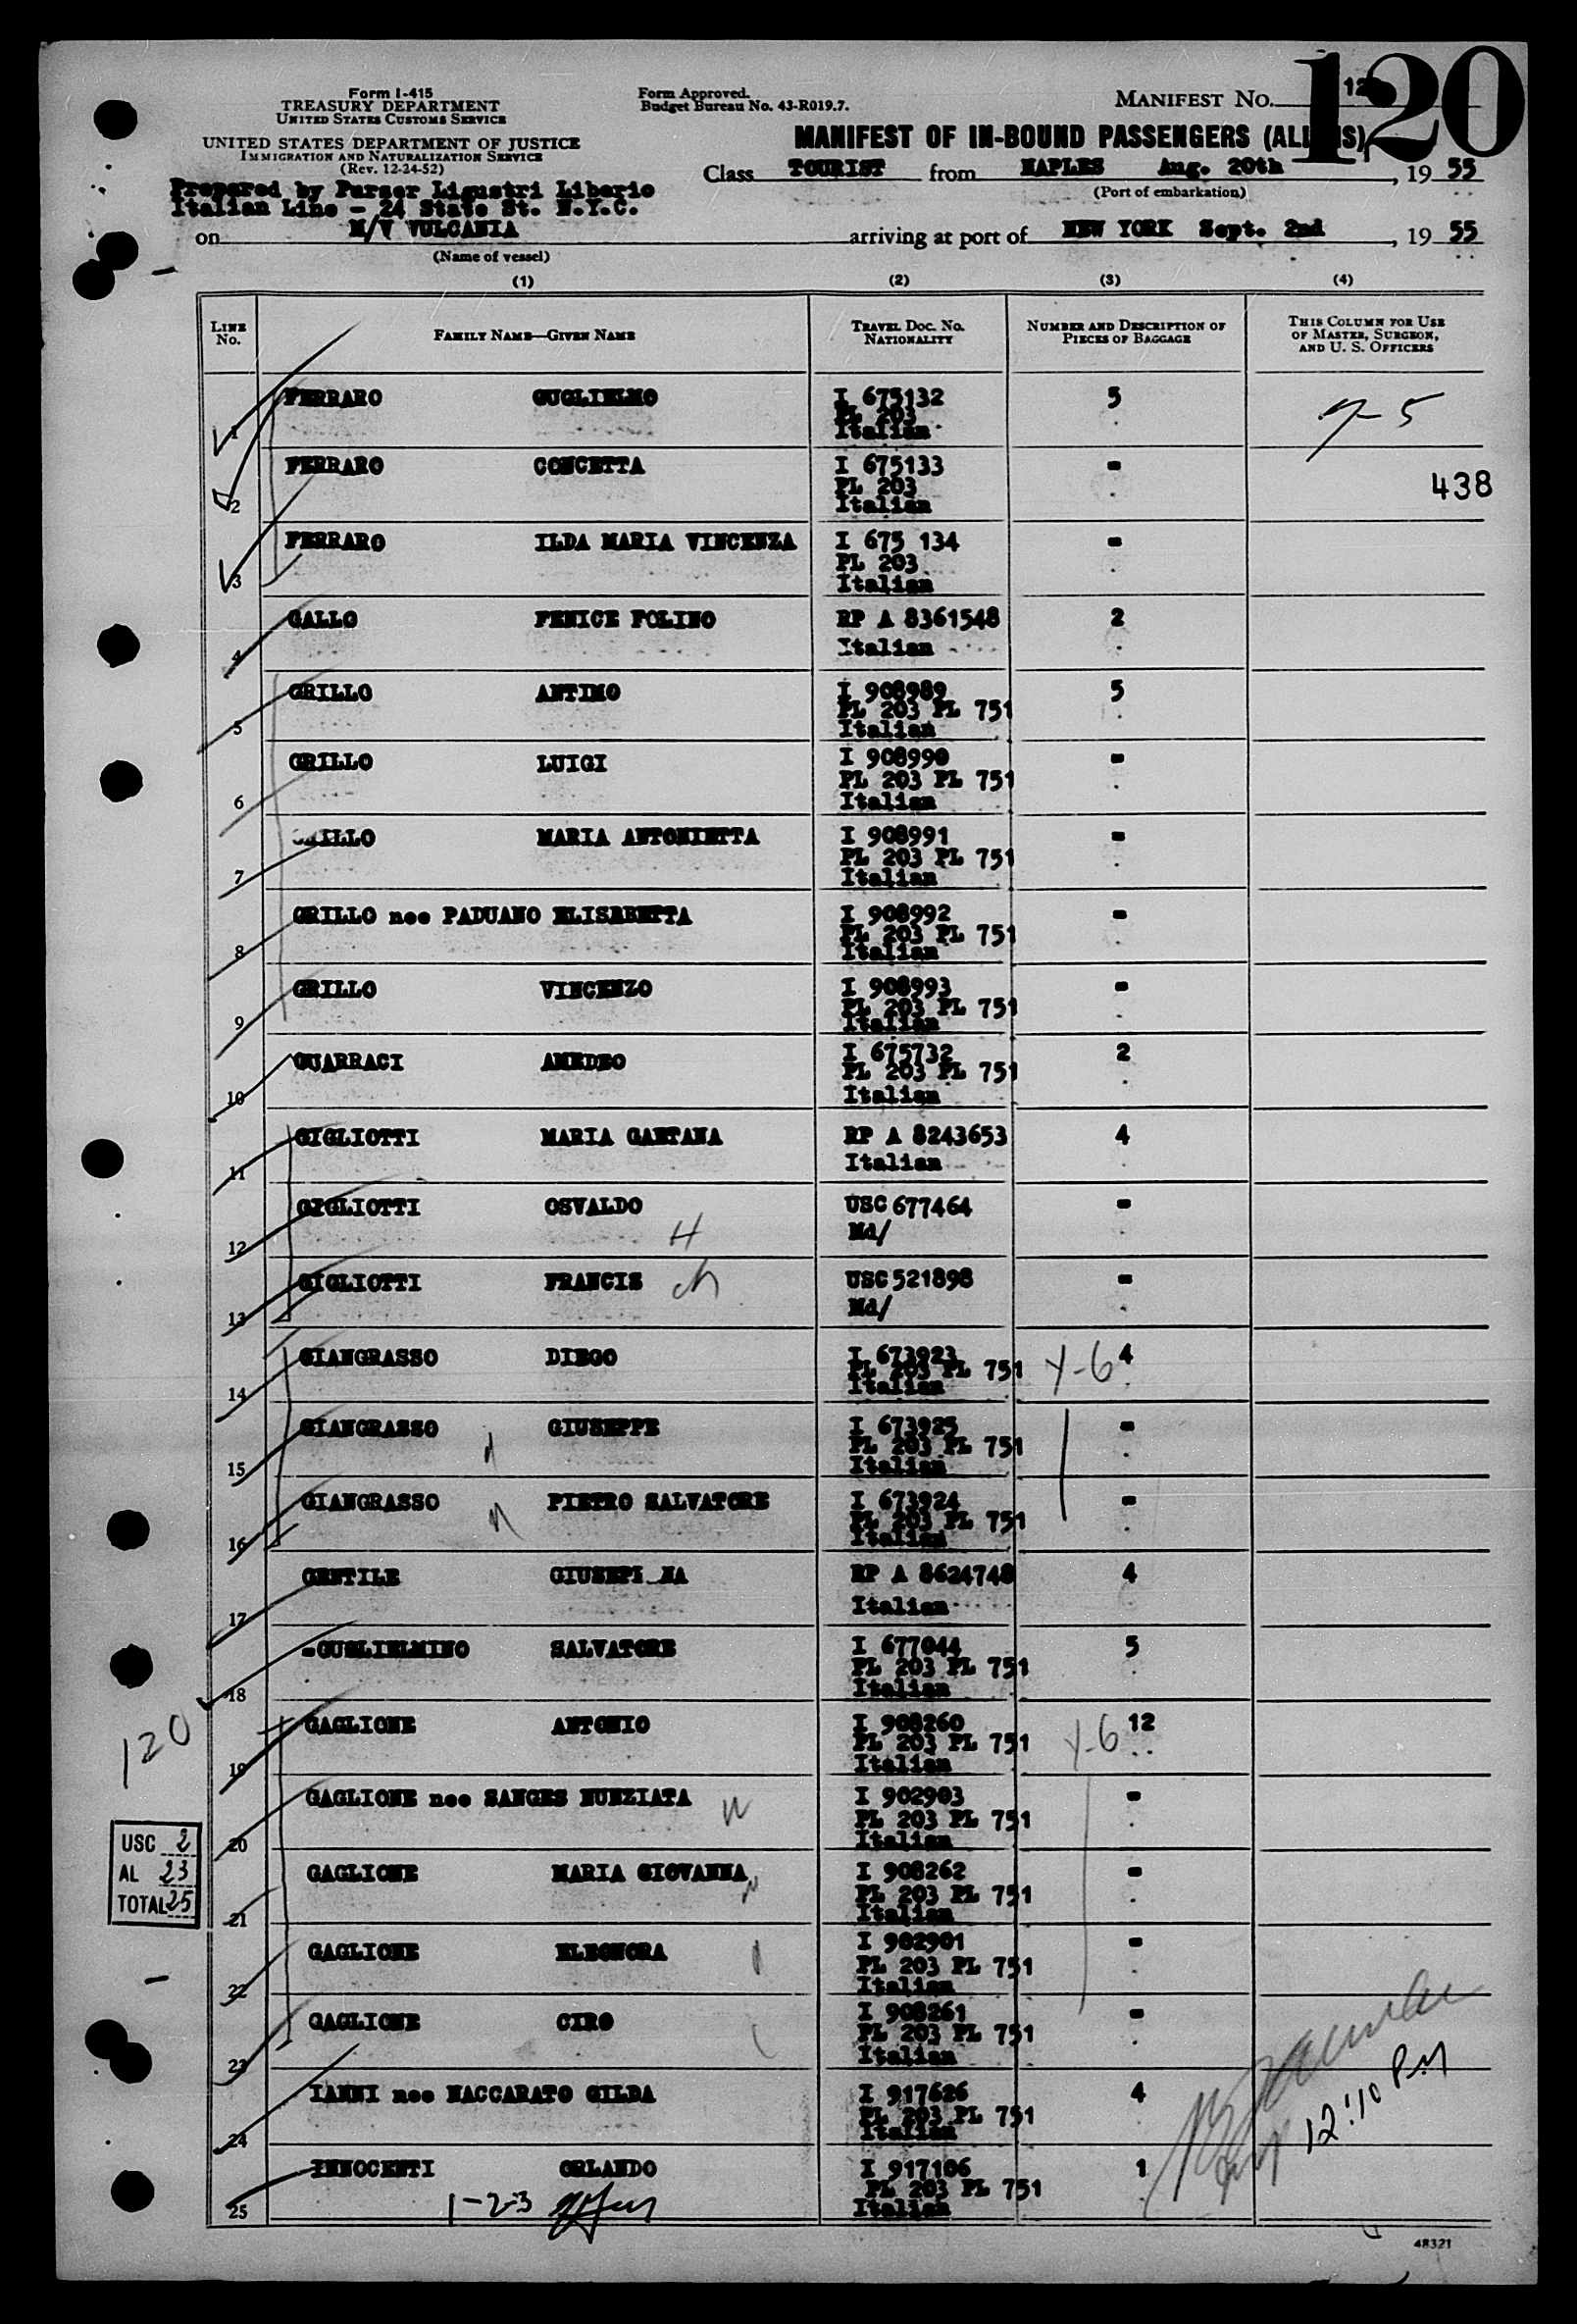 Form I-415
TREASURY DEPARTMENT
UNITED STATES CUSTOMS SERVICE
UNITED STATES DEPARTMENT OF JUSTICE
IMMIGRATION AND NATURALIZATION SERVICE
(Rev. 12-24-52)
Form Approved.
Budget Bureau No. 43-R019.7.
MANIFEST NO. 120
MANIFEST OF IN-BOUND PASSENGERS (ALIENS)
Class TOURIST from NAPLES Aug. 20th, 19 55
(Port of embarkation)
Prepared by Purser Ligustri Liberio
Italian Line - 24 State St. N.Y.C.
on M/V VULCANIA arriving at port of NEW YORK Sept. 2nd, 19 55
(Name of vessel)
(1) (2) (3) (4)
LINE NO. FAMILY NAME—GIVEN NAME TRAVEL DOC. NO. NATIONALITY NUMBER AND DESCRIPTION OF PIECES OF BAGGAGE THIS COLUMN FOR USE OF MASTER, SURGEON, AND U. S. OFFICERS
1 FERRARO GUGLIELMO I 675132 5
PL 203
Italian
2 FERRARO CONCETTA I 675133 -
PL 203 438
Italian
3 FERRARO ILDA MARIA VINCENZA I 675 134 -
PL 203
Italian
4 GALLO FENICE FOLINO RP A 8361548 2
Italian
5 GRILLO ANTIMO I 908989 5
PL 203 PL 751
Italian
6 GRILLO LUIGI I 908990 -
PL 203 PL 751
Italian
7 GRILLO MARIA ANTONIETTA I 908991 -
PL 203 PL 751
Italian
8 GRILLO nee PADUANO ELISABETTA I 908992 -
PL 203 PL 751
Italian
9 GRILLO VINCENZO I 908993 -
PL 203 PL 751
Italian
10 GUARRACI AMEDEO I 675732 2
PL 203 PL 751
Italian
11 GIGLIOTTI MARIA GAETANA RP A 8243653 4
Italian
12 GIGLIOTTI OSVALDO USC 677464 -
Md/
13 GIGLIOTTI FRANCIS USC 521898 -
Md/
14 GIANGRASSO DIEGO I 673923 Y-6 4
PL 203 PL 751
Italian
15 GIANGRASSO GIUSEPPE I 673925 -
PL 203 PL 751
Italian
16 GIANGRASSO PIETRO SALVATORE I 673924 -
PL 203 PL 751
Italian
17 GENTILE GIUSEPI NA RP A 8624748 4
Italian
18 -GUGLIELMINO SALVATORE I 677044 5
PL 203 PL 751
Italian
19 GAGLIONE ANTONIO I 908260 Y-6 12
PL 203 PL 751
Italian
120
20 GAGLIONE nee SANGES NUNZIATA I 902903 -
PL 203 PL 751
Italian
21 GAGLIONE MARIA GIOVANNA I 908262 -
PL 203 PL 751
Italian
USC 2
AL 23
TOTAL 25
22 GAGLIONE ELEONORA I 902901 -
PL 203 PL 751
Italian
23 GAGLIONE CIRO I 908261 -
PL 203 PL 751
Italian
24 IANNI nee NACCARATO GILDA I 917626 4
PL 203 PL 751
Italian
12:10 PM
25 INNOCENTI ORLANDO I 917106 1
PL 203 PL 751
Italian
1-2-3
48321